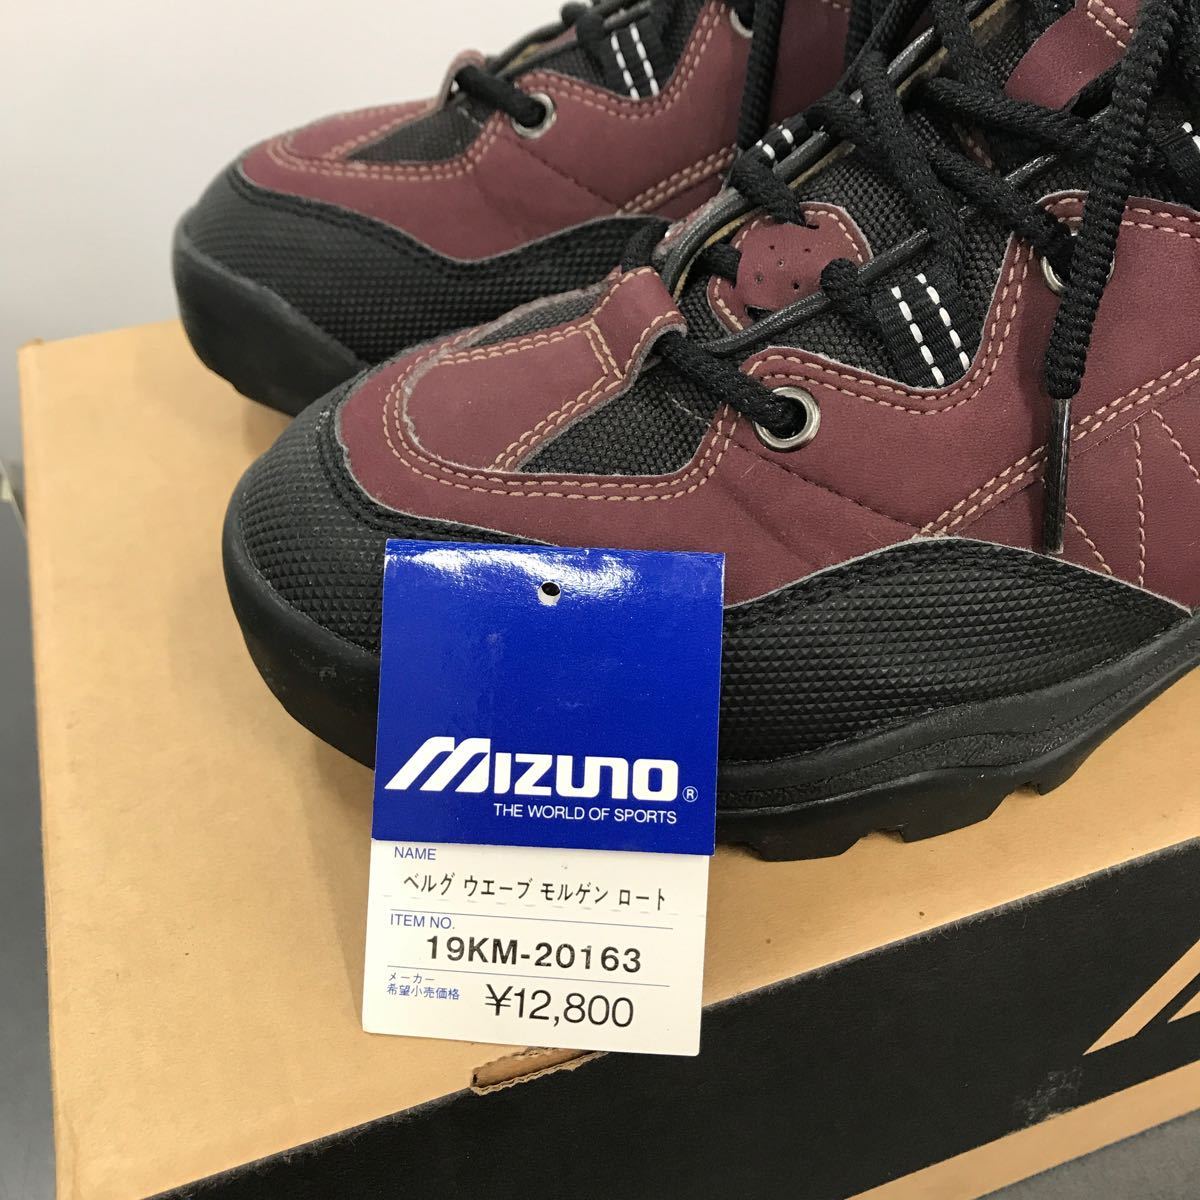 MIZUNO®
THE WORLD OF SPORTS
NAME
ベルグ ウエーブ モルゲン ロート
ITEM NO.
19KM-20163
メーカー
希望小売価格 ¥12,800